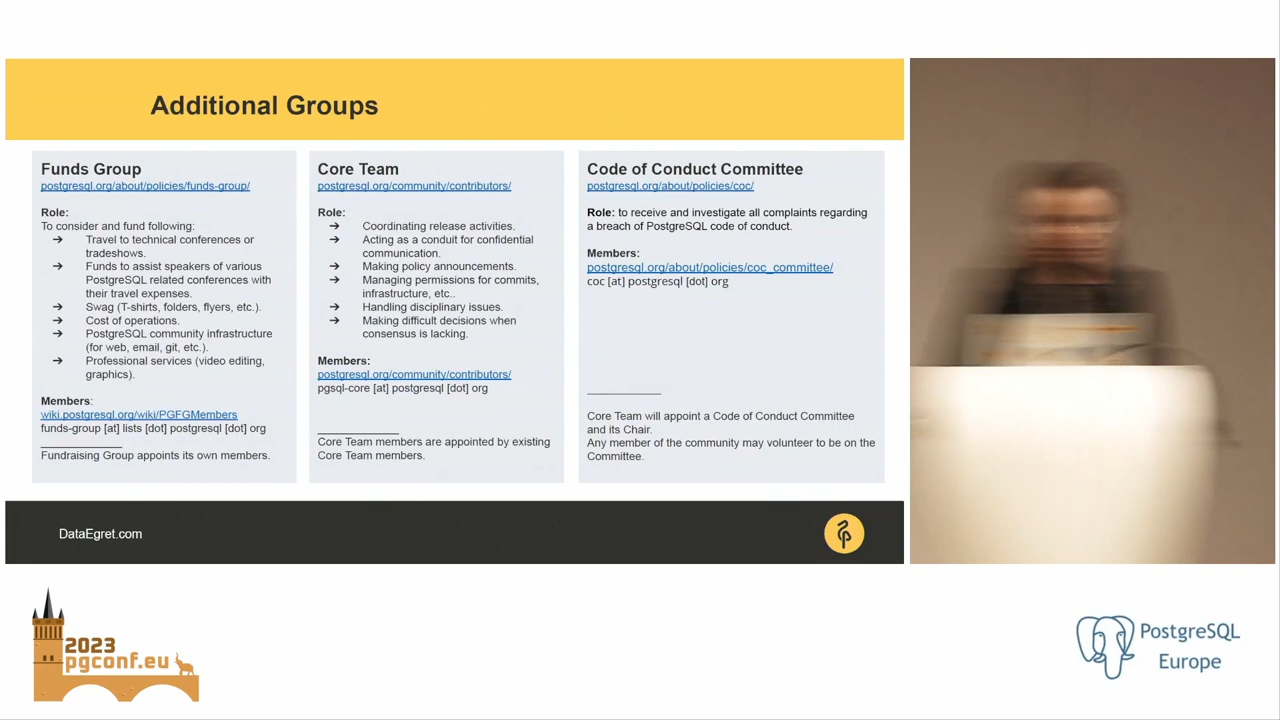 Additional Groups
Funds Group
postgresql.org/about/policies/funds-group/
Role:
To consider and fund following:
➔ Travel to technical conferences or
tradeshows.
➔ Funds to assist speakers of various
PostgreSQL related conferences with
their travel expenses.
➔ Swag (T-shirts, folders, flyers, etc.).
➔ Cost of operations.
➔ PostgreSQL community infrastructure
(for web, email, git, etc.).
➔ Professional services (video editing,
graphics).
Members:
wiki.postgresql.org/wiki/PGFGMembers
funds-group [at] lists [dot] postgresql [dot] org
Fundraising Group appoints its own members.
Core Team
postgresql.org/community/contributors/
Role:
➔ Coordinating release activities.
➔ Acting as a conduit for confidential
communication.
➔ Making policy announcements.
➔ Managing permissions for commits,
infrastructure, etc..
➔ Handling disciplinary issues.
➔ Making difficult decisions when
consensus is lacking.
Members:
postgresql.org/community/contributors/
pgsql-core [at] postgresql [dot] org
Core Team members are appointed by existing
Core Team members.
Code of Conduct Committee
postgresql.org/about/policies/coc/
Role: to receive and investigate all complaints regarding
a breach of PostgreSQL code of conduct.
Members:
postgresql.org/about/policies/coc_committee/
coc [at] postgresql [dot] org
Core Team will appoint a Code of Conduct Committee
and its Chair.
Any member of the community may volunteer to be on the
Committee.
DataEgret.com
2023
pgconf.eu
PostgreSQL
Europe